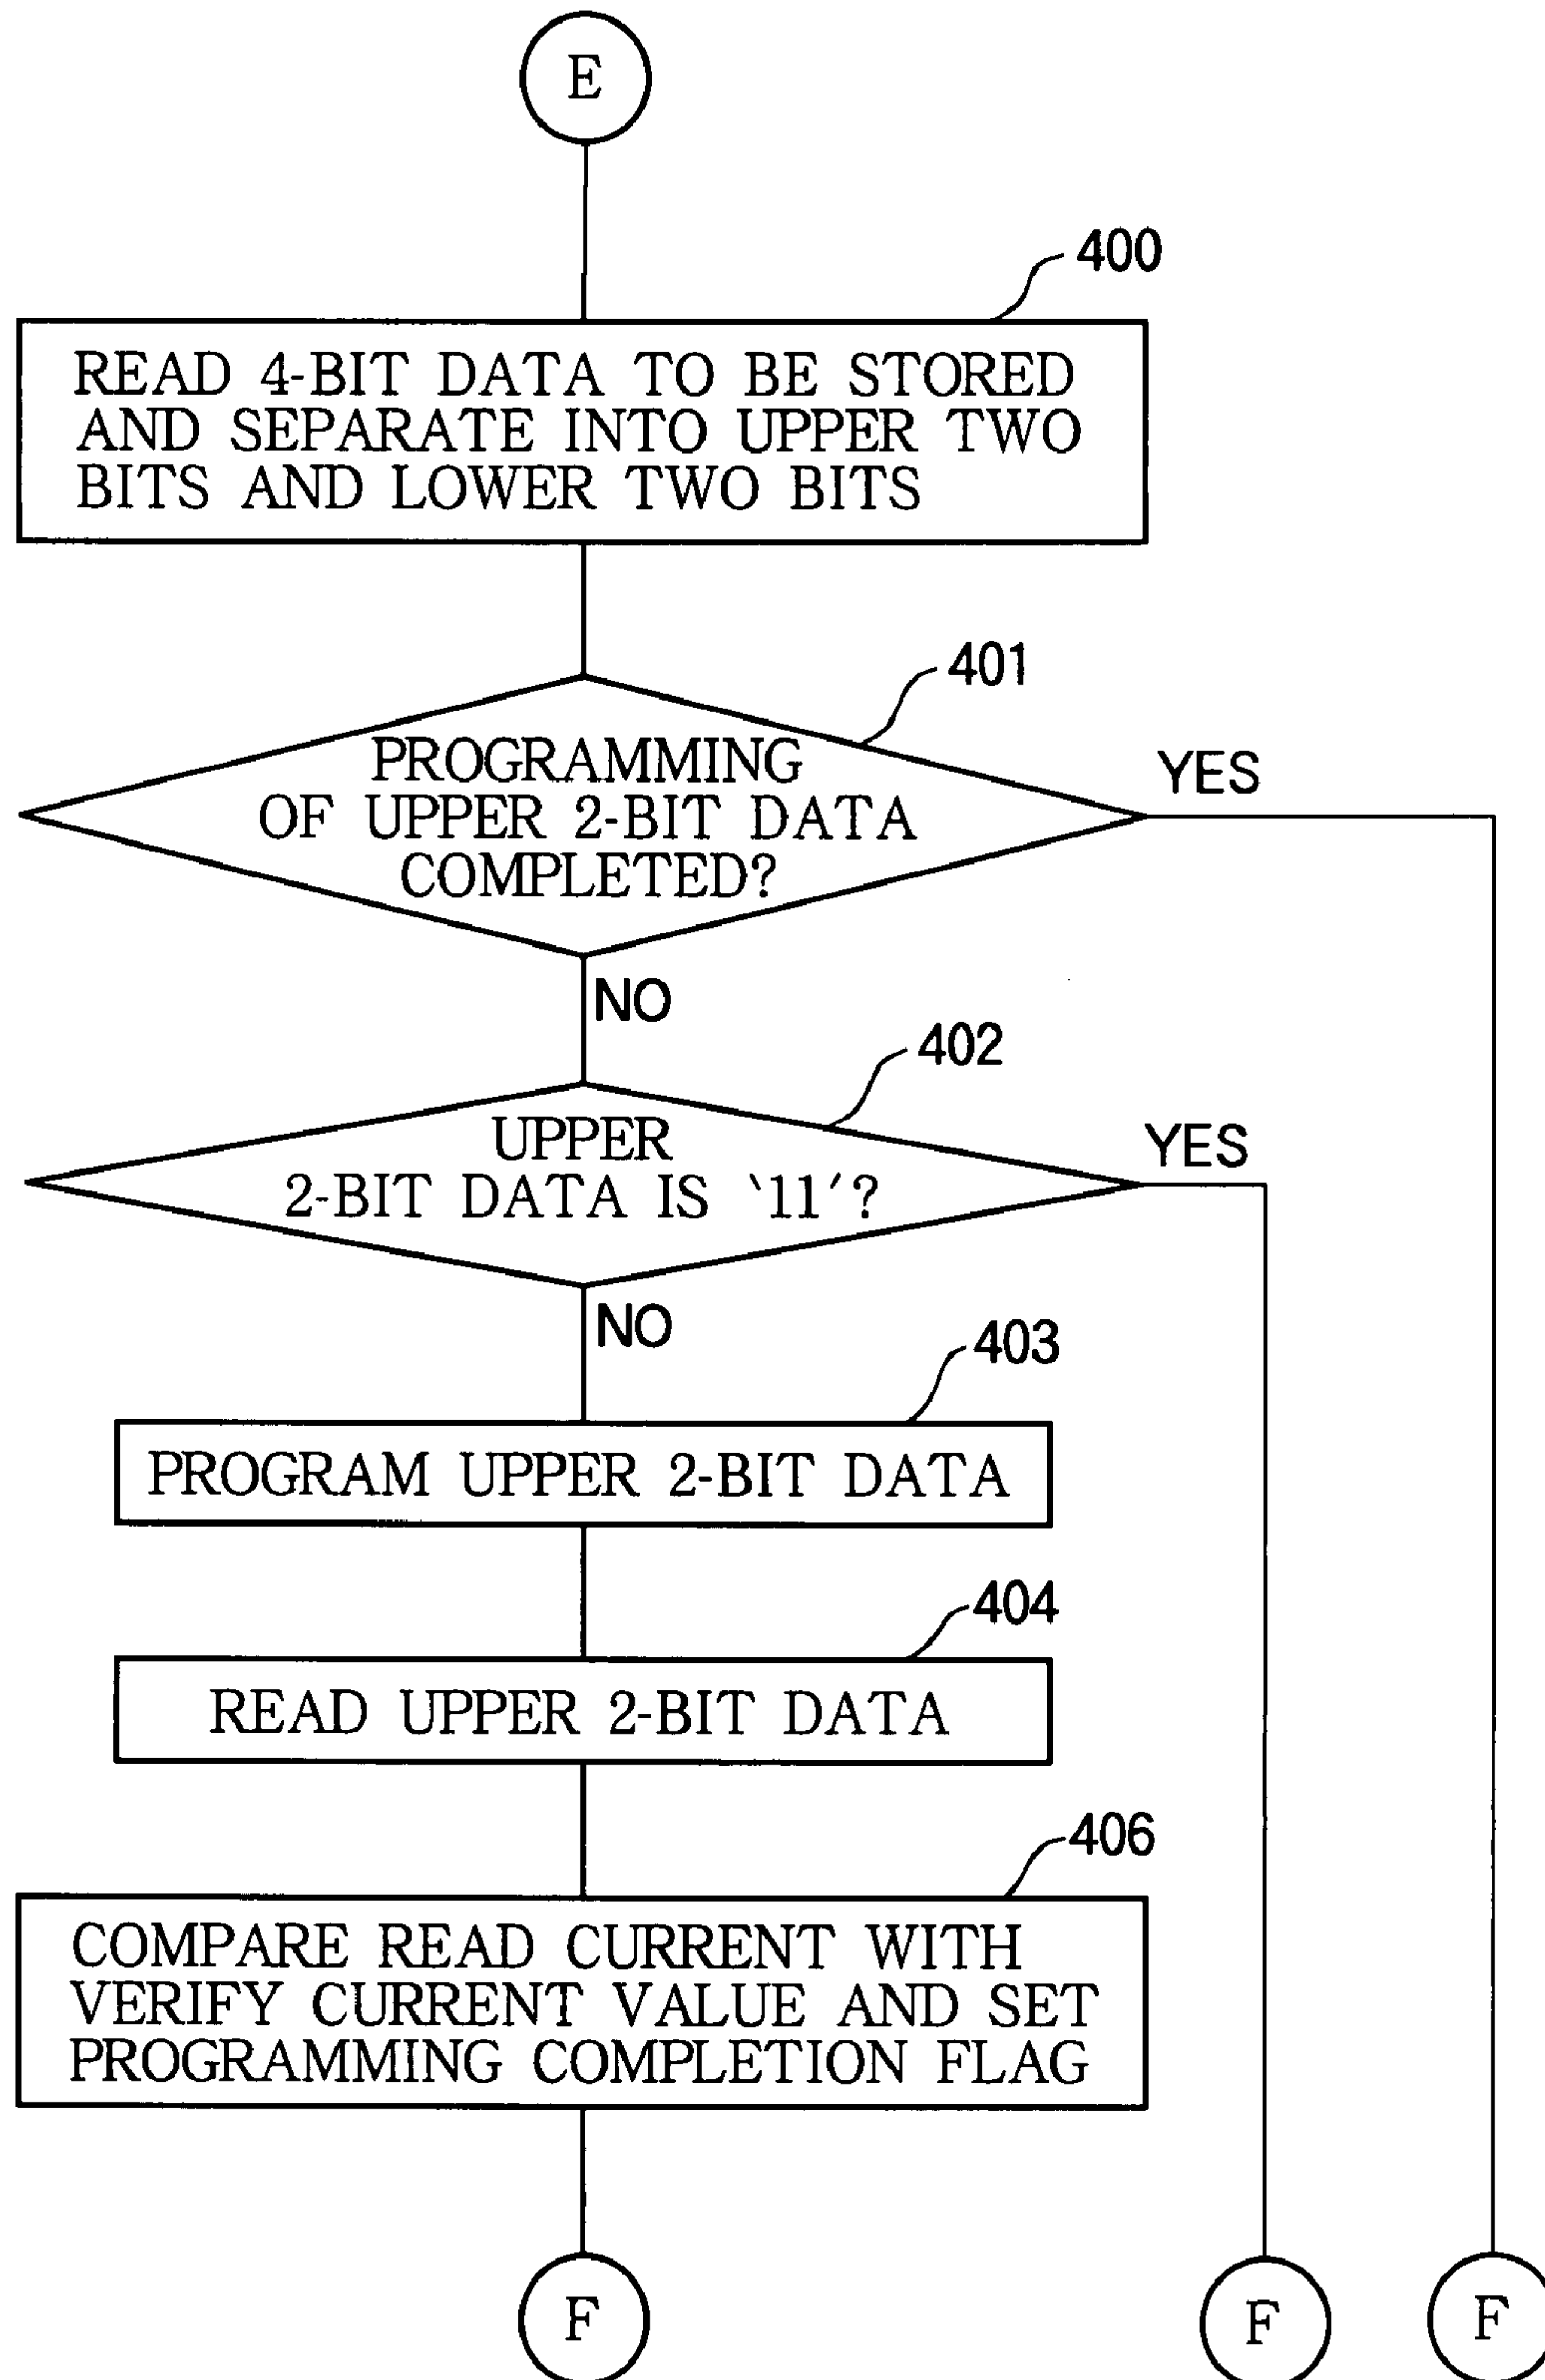 E
400
READ 4-BIT DATA TO BE STORED
AND SEPARATE INTO UPPER TWO
BITS AND LOWER TWO BITS
401
PROGRAMMING
OF UPPER 2-BIT DATA
COMPLETED?
YES
NO
402
UPPER
2-BIT DATA IS ‵11′?
YES
NO
403
PROGRAM UPPER 2-BIT DATA
404
READ UPPER 2-BIT DATA
406
COMPARE READ CURRENT WITH
VERIFY CURRENT VALUE AND SET
PROGRAMMING COMPLETION FLAG
F
F
F